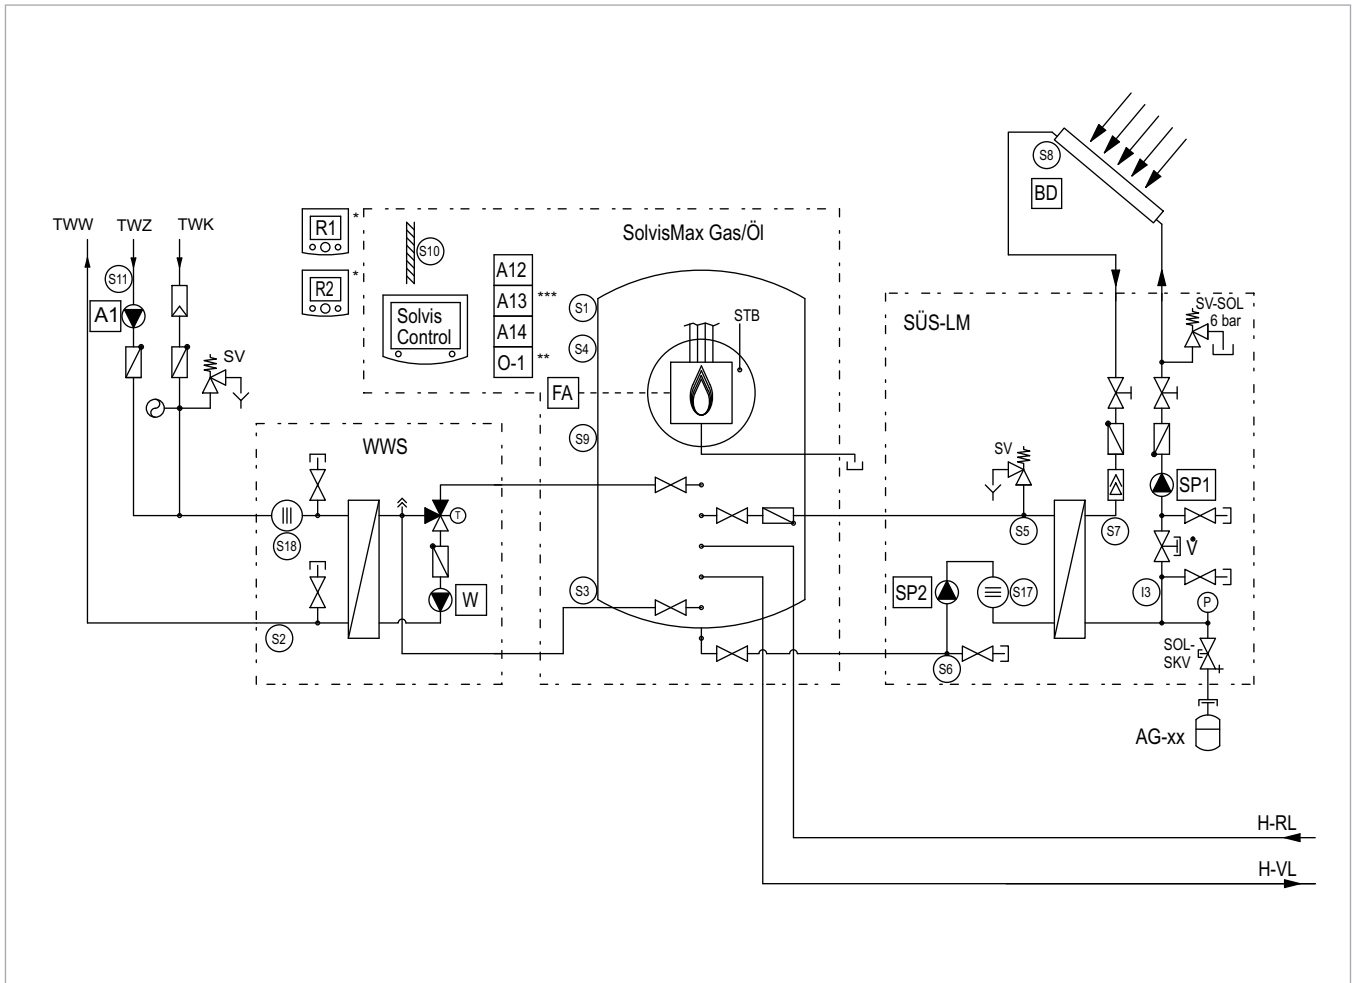 S8
BD
TWW
TWZ
TWK
R1 *
SolvisMax Gas/Öl
S10
S11
A12
R2 *
A13 ***
S1
SV-SOL
6 bar
A1
Solvis
Control
STB
SÜS-LM
A14
S4
O-1 **
SV
FA
S9
WWS
SV
SP1
T
S18
S5
S7
V̇
S3
SP2
S17
I3
P
W
S2
S6
SOL-
SKV
AG-xx
H-RL
H-VL